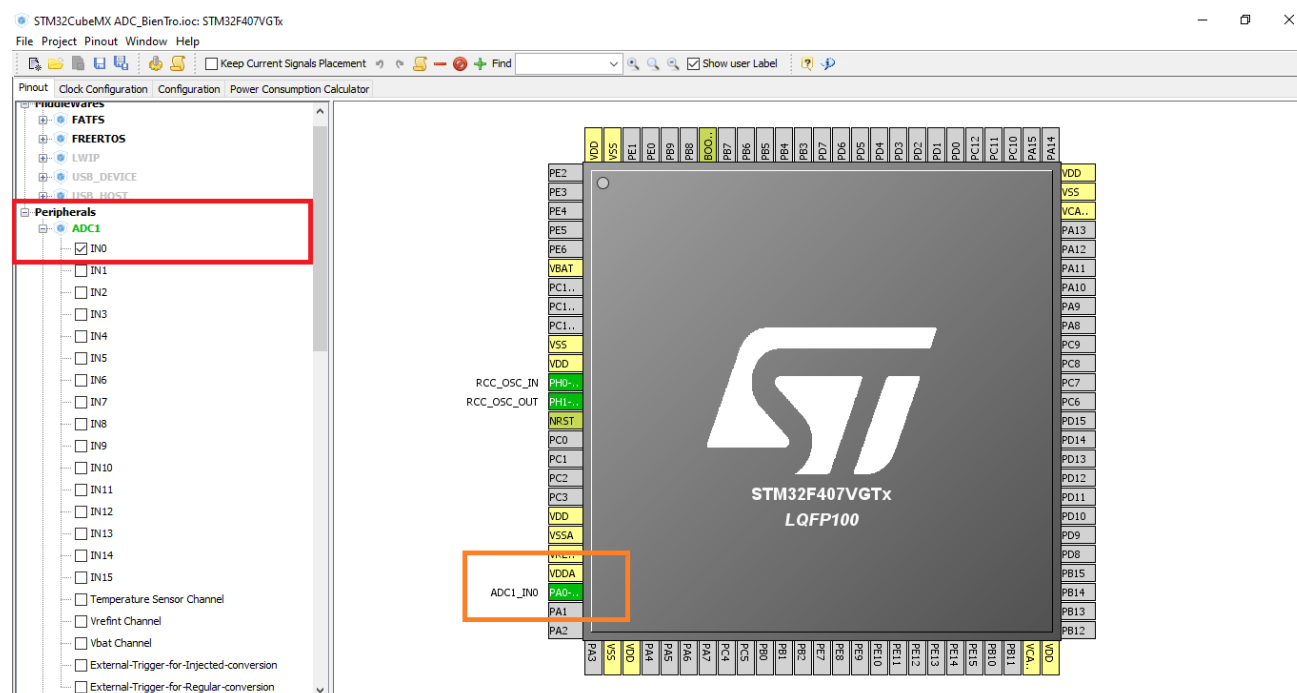 STM32CubeMX ADC_BienTro.ioc: STM32F407VGTx
File Project Pinout Window Help
Keep Current Signals Placement
Find
Show user Label
Pinout Clock Configuration Configuration Power Consumption Calculator
MiddleWares
FATFS
FREERTOS
LWIP
USB_DEVICE
USB_HOST
Peripherals
ADC1
IN0
IN1
IN2
IN3
IN4
IN5
IN6
IN7
IN8
IN9
IN10
IN11
IN12
IN13
IN14
IN15
Temperature Sensor Channel
Vrefint Channel
Vbat Channel
External-Trigger-for-Injected-conversion
External-Trigger-for-Regular-conversion
VDD VSS PE1 PE0 PB9 PB8 BOO.. PB7 PB6 PB5 PB4 PB3 PD7 PD6 PD5 PD4 PD3 PD2 PD1 PD0 PC12 PC11 PC10 PA15 PA14
PE2
PE3
PE4
PE5
PE6
VBAT
PC1..
PC1..
PC1..
VSS
VDD
RCC_OSC_IN PH0-..
RCC_OSC_OUT PH1-..
NRST
PC0
PC1
PC2
PC3
VDD
VSSA
VREF..
VDDA
ADC1_IN0 PA0-..
PA1
PA2
ST
STM32F407VGTx
LQFP100
VDD
VSS
VCA..
PA13
PA12
PA11
PA10
PA9
PA8
PC9
PC8
PC7
PC6
PD15
PD14
PD13
PD12
PD11
PD10
PD9
PD8
PB15
PB14
PB13
PB12
PA3 VSS VDD PA4 PA5 PA6 PA7 PC4 PC5 PB0 PB1 PB2 PE7 PE8 PE9 PE10 PE11 PE12 PE13 PE14 PE15 PB10 PB11 VCA.. VDD